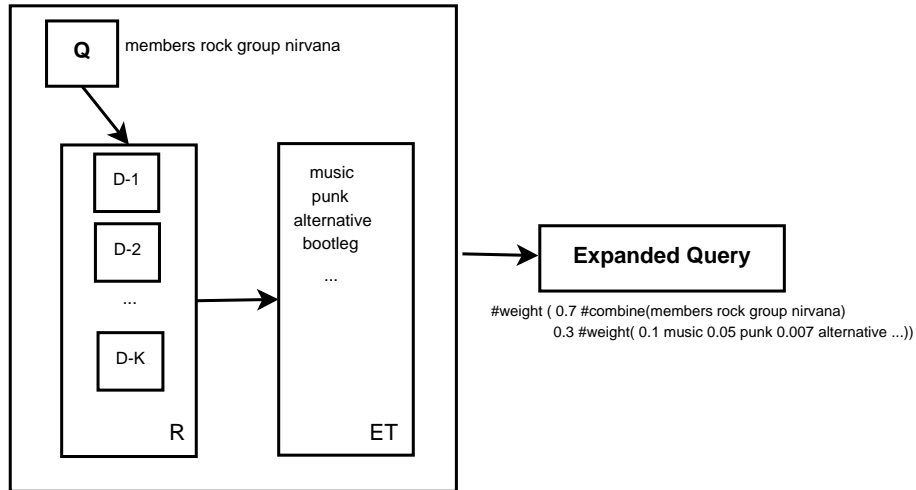 Q
members rock group nirvana
D-1
D-2
...
D-K
R
music
punk
alternative
bootleg
...
ET
Expanded Query
#weight ( 0.7 #combine(members rock group nirvana)
0.3 #weight( 0.1 music 0.05 punk 0.007 alternative ...))